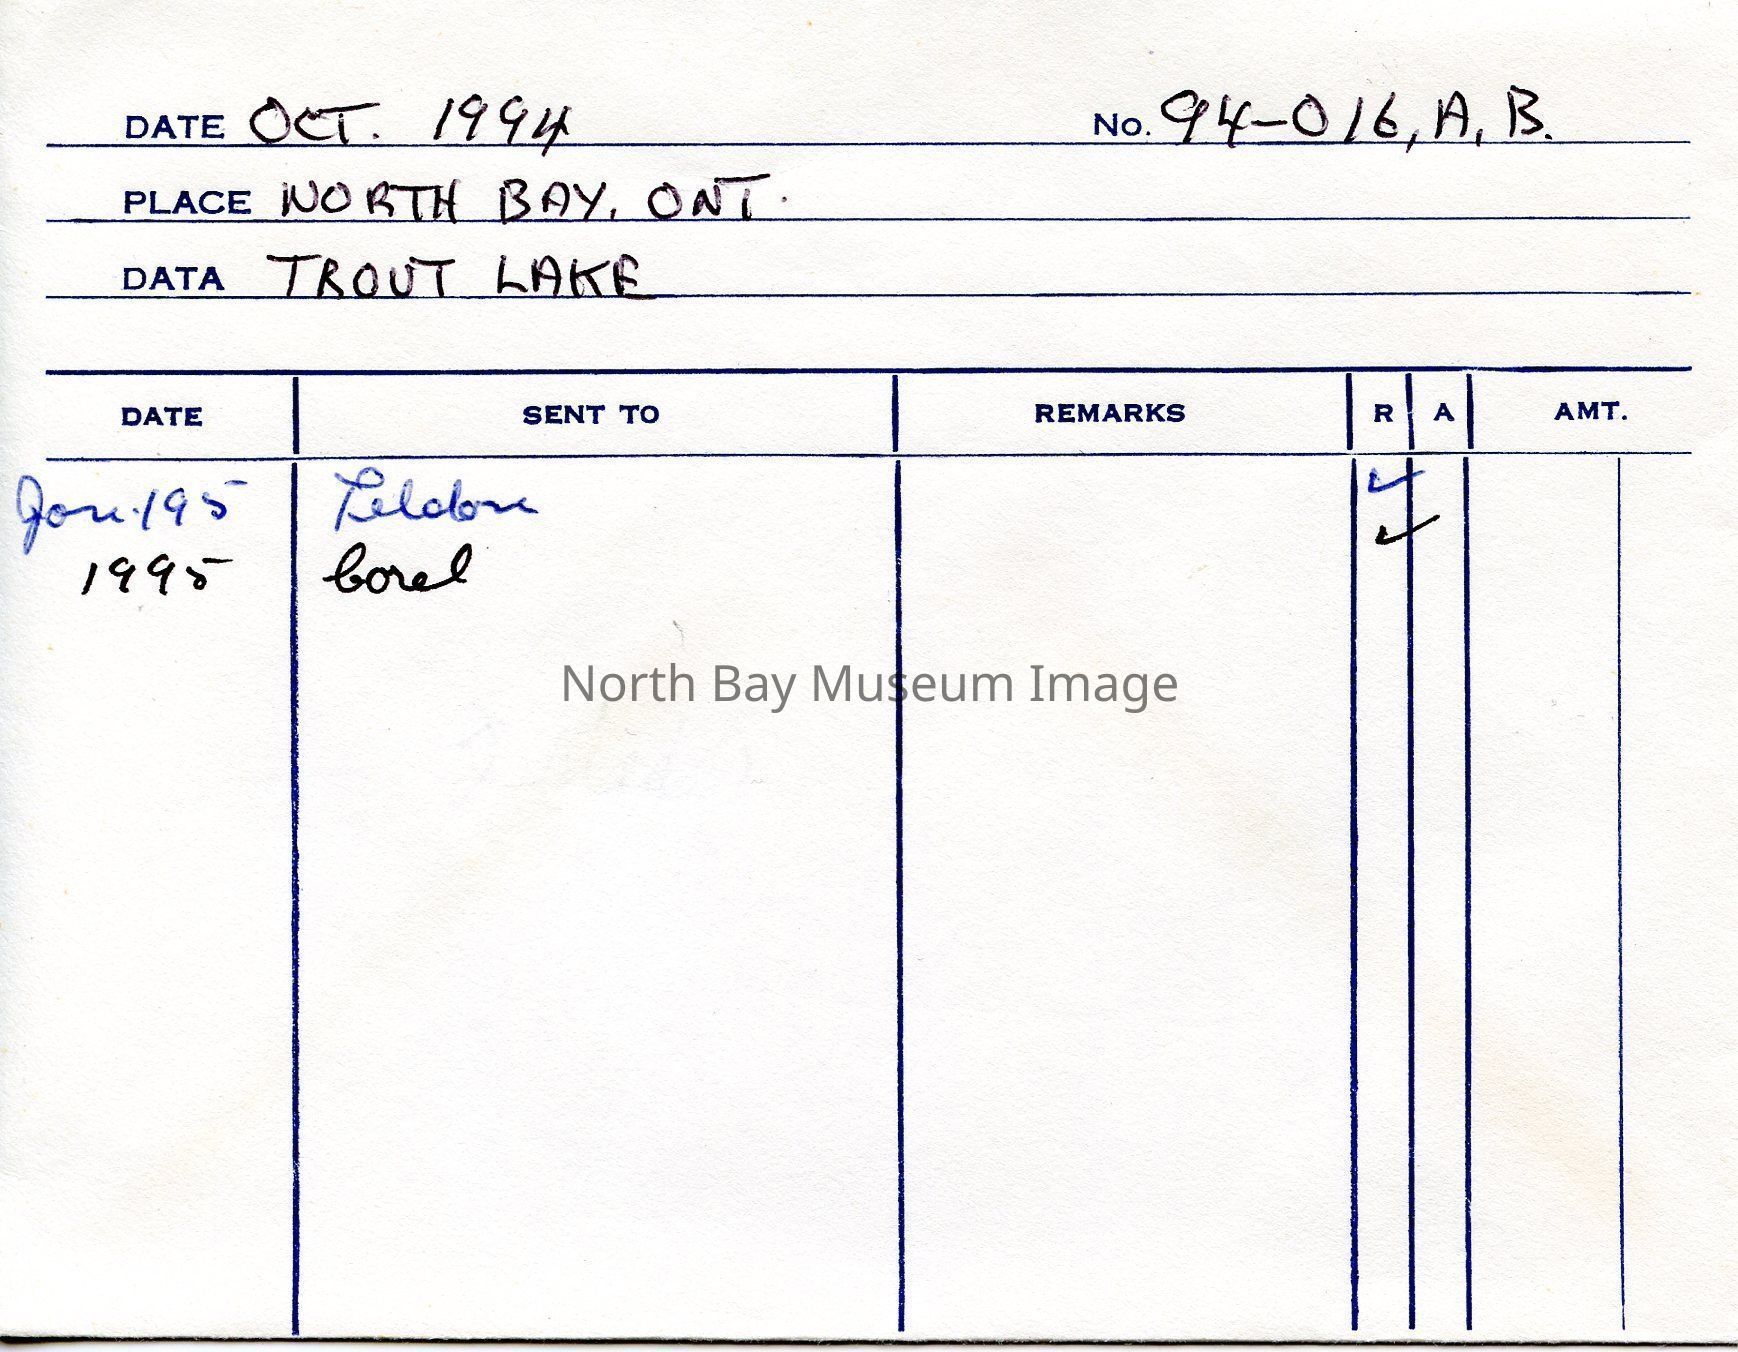 DATE OCT. 1994 No. 94-016, A, B.
PLACE NORTH BAY, ONT.
DATA TROUT LAKE
DATE SENT TO REMARKS R A AMT.
Jan. /95 ✓
1995 Corel ✓
North Bay Museum Image